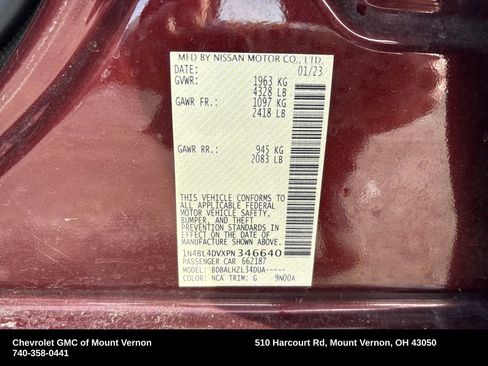 MFD BY NISSAN MOTOR CO., LTD.
DATE: 01/23
GVWR: 1963 KG
4328 LB
GAWR FR.: 1097 KG
2418 LB
GAWR RR.: 945 KG
2083 LB
THIS VEHICLE CONFORMS TO
ALL APPLICABLE FEDERAL
MOTOR VEHICLE SAFETY,
BUMPER, AND THEFT
PREVENTION STANDARDS IN
EFFECT ON THE DATE OF
MANUFACTURE SHOWN ABOVE.
1N4BL4DVXPN346640
PASSENGER CAR 662187
MODEL: BDBALHZL34DUA-----
COLOR: NCA TRIM: G 9N00A
Chevrolet GMC of Mount Vernon
740-358-0441
510 Harcourt Rd, Mount Vernon, OH 43050